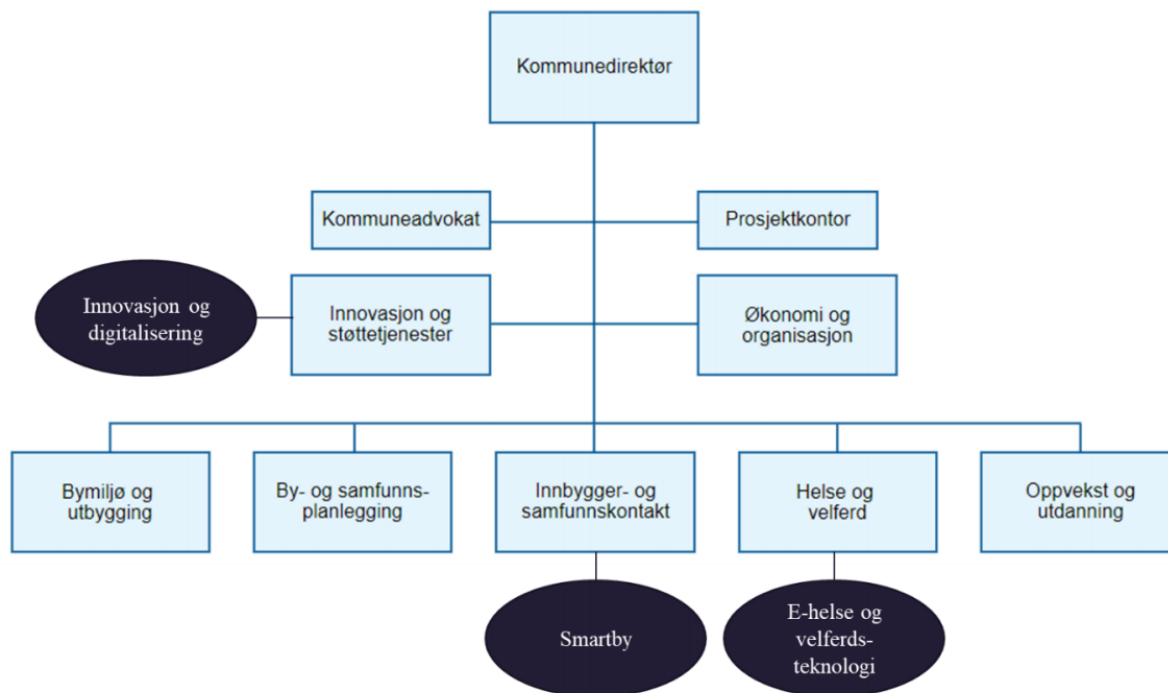 Kommunedirektør
Kommuneadvokat
Prosjektkontor
Innovasjon og
digitalisering
Innovasjon og
støttetjenester
Økonomi og
organisasjon
Bymiljø og
utbygging
By- og samfunns-
planlegging
Innbygger- og
samfunnskontakt
Helse og
velferd
Oppvekst og
utdanning
Smartby
E-helse og
velferds-
teknologi